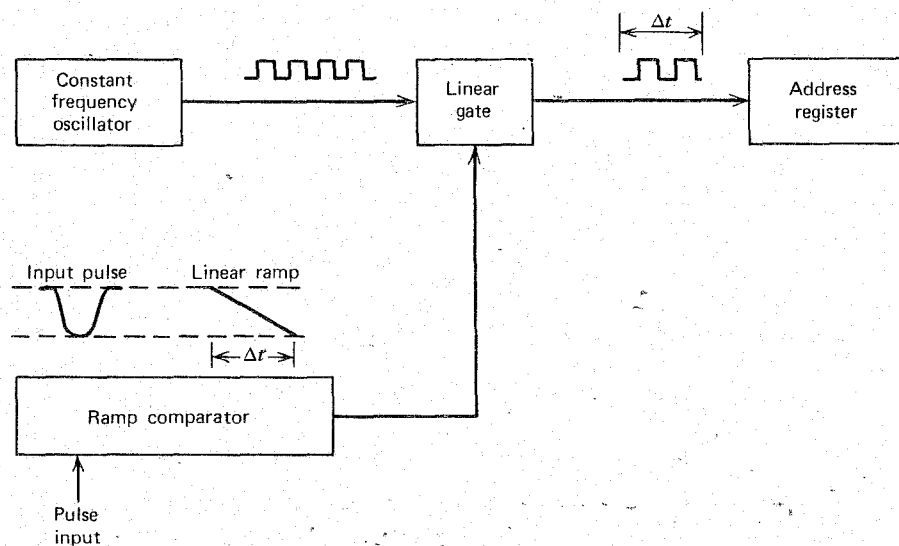 Δt
Constant
frequency
oscillator
Linear
gate
Address
register
Input pulse
Linear ramp
Δt
Ramp comparator
Pulse
input